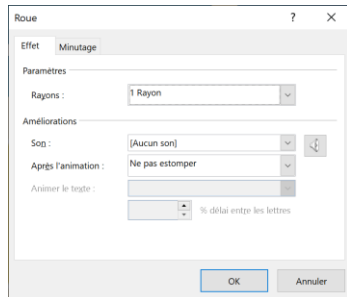 Roue ? ×
Effet Minutage
Paramètres
Rayons : 1 Rayon
Améliorations
Son : [Aucun son]
Après l'animation : Ne pas estomper
Animer le texte :
% délai entre les lettres
OK Annuler